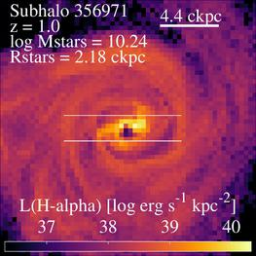 Subhalo 356971
z = 1.0
log Mstars = 10.24
Rstars = 2.18 ckpc
4.4 ckpc
L(H-alpha) [log erg s⁻¹ kpc⁻²]
37 38 39 40